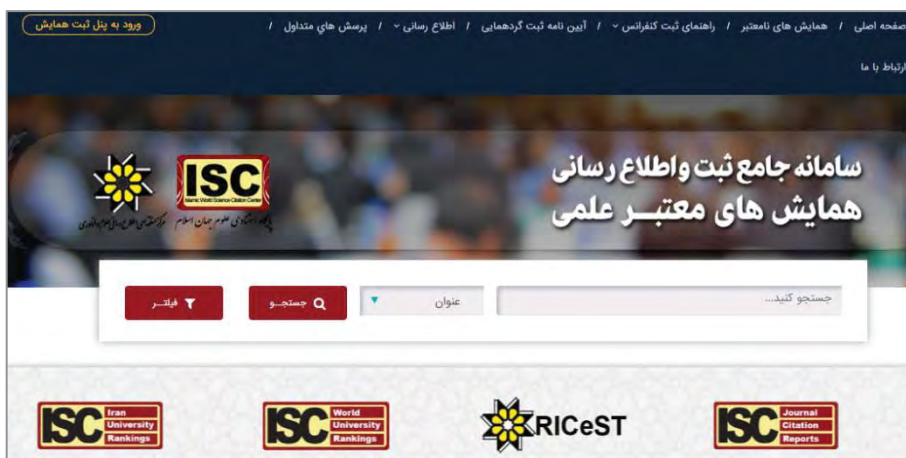 صفحه اصلی / همایش های نامعتبر / راهنمای ثبت کنفرانس / آیین نامه ثبت گردهمایی / اطلاع رسانی / پرسش های متداول /
ورود به پنل ثبت همایش
ارتباط با ما
سامانه جامع ثبت و اطلاع رسانی
همایش های معتبر علمی
ISC
Islamic World Science Citation Center
پایگاه استنادی علوم جهان اسلام
جستجو کنید...
عنوان
جستجو
فیلتر
ISC Journal Citation Reports
RICeST
ISC World University Rankings
ISC Iran University Rankings